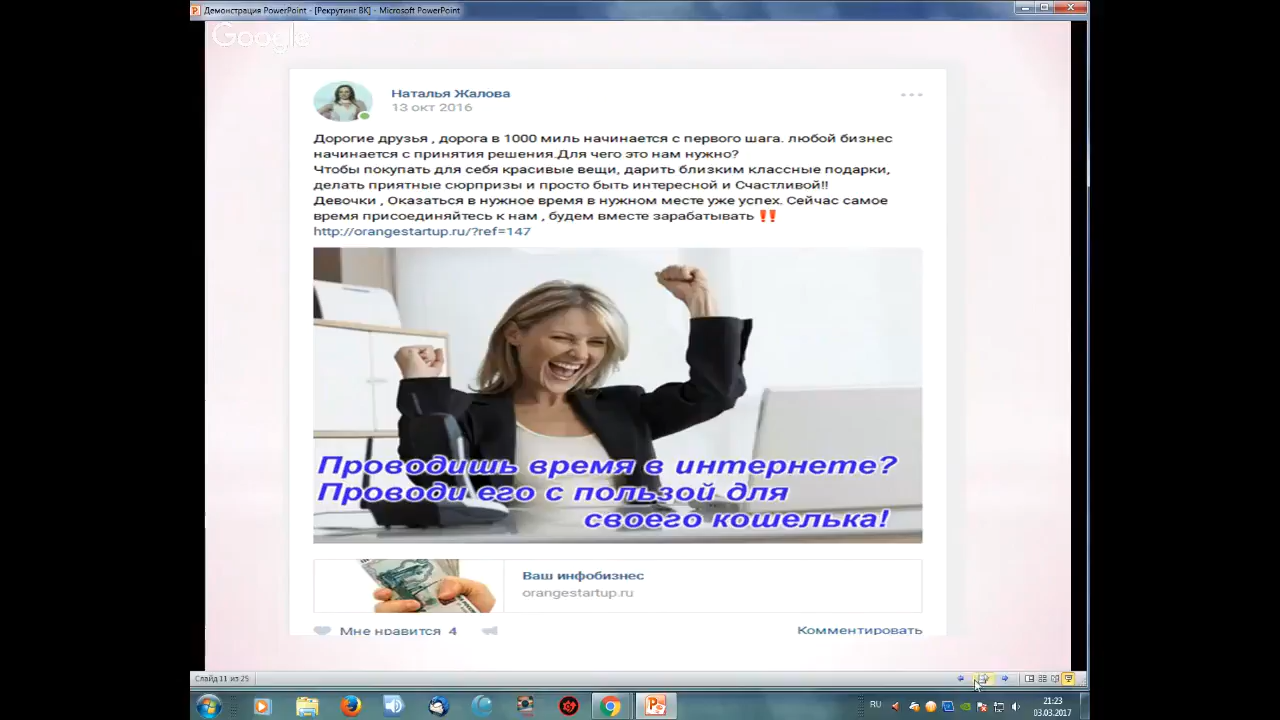 Демонстрация PowerPoint - [Рекрутинг ВК] - Microsoft PowerPoint
Google
Наталья Жалова
13 окт 2016
Дорогие друзья , дорога в 1000 миль начинается с первого шага. любой бизнес
начинается с принятия решения.Для чего это нам нужно?
Чтобы покупать для себя красивые вещи, дарить близким классные подарки,
делать приятные сюрпризы и просто быть интересной и Счастливой!!
Девочки , Оказаться в нужное время в нужном месте уже успех. Сейчас самое
время присоединяйтесь к нам , будем вместе зарабатывать ‼
http://orangestartup.ru/?ref=147
Проводишь время в интернете?
Проводи его с пользой для
своего кошелька!
Ваш инфобизнес
orangestartup.ru
Мне нравится 4
Комментировать
Слайд 11 из 25
RU
21:23
03.03.2017